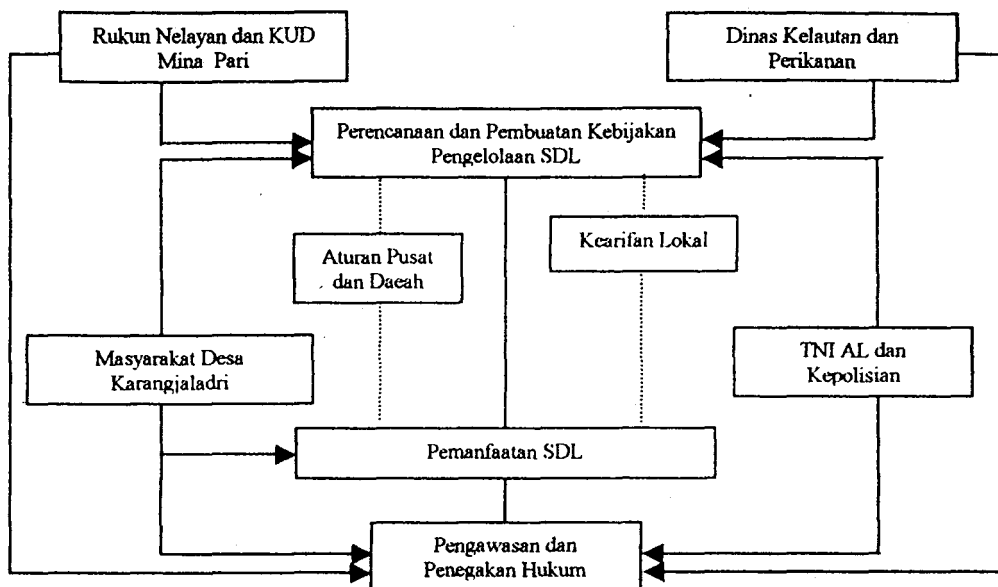 Rukun Nelayan dan KUD
Mina Pari
Dinas Kelautan dan
Perikanan
Perencanaan dan Pembuatan Kebijakan
Pengelolaan SDL
Aturan Pusat
dan Daeah
Kearifan Lokal
Masyarakat Desa
Karangjaladri
TNI AL dan
Kepolisian
Pemanfaatan SDL
Pengawasan dan
Penegakan Hukum